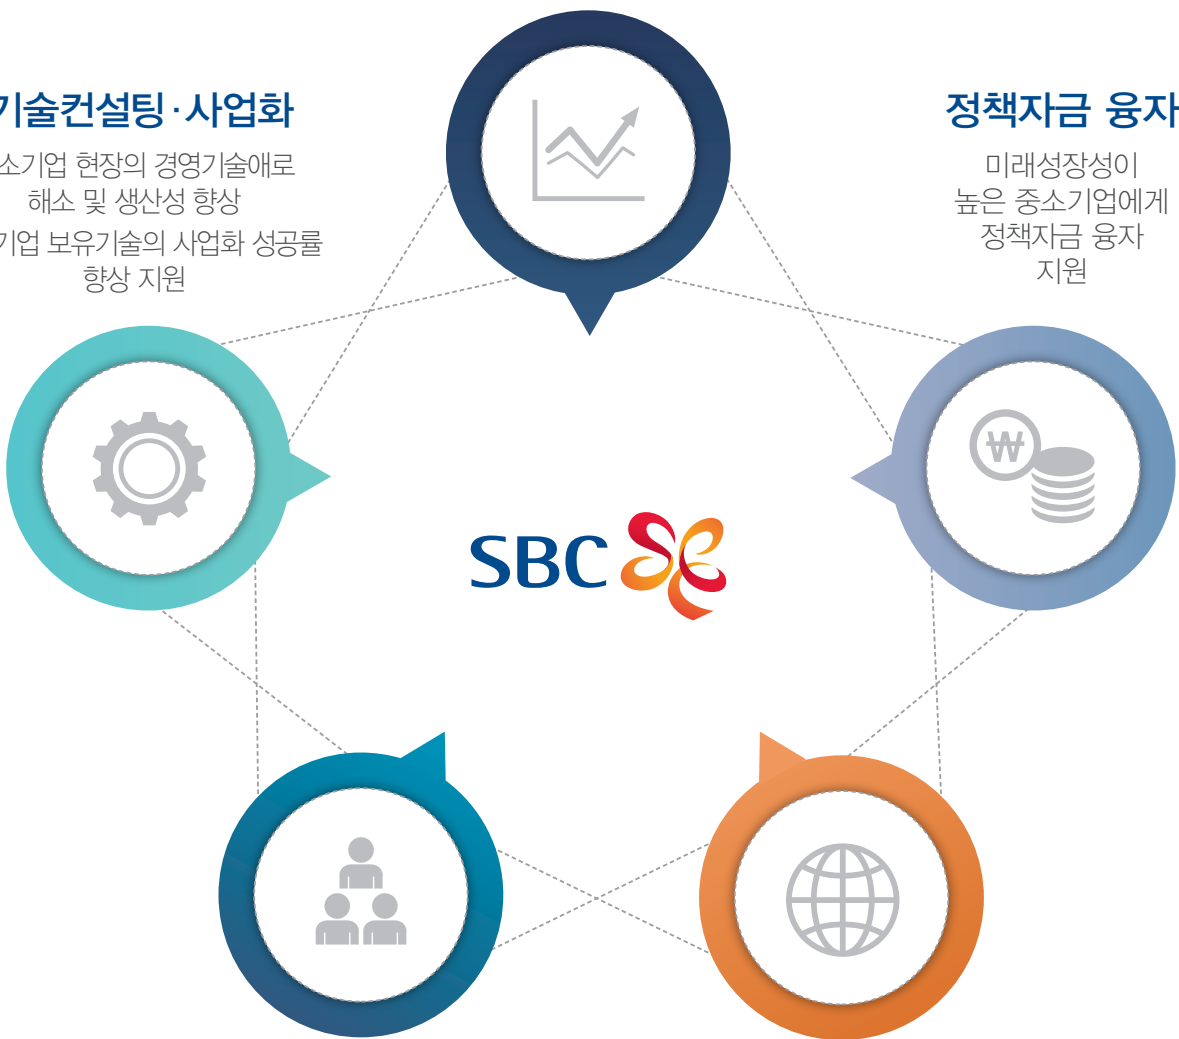 기술컨설팅·사업화
소기업 현장의 경영기술애로
해소 및 생산성 향상
기업 보유기술의 사업화 성공률
향상 지원
정책자금 융자
미래성장성이
높은 중소기업에게
정책자금 융자
지원
₩
SBC